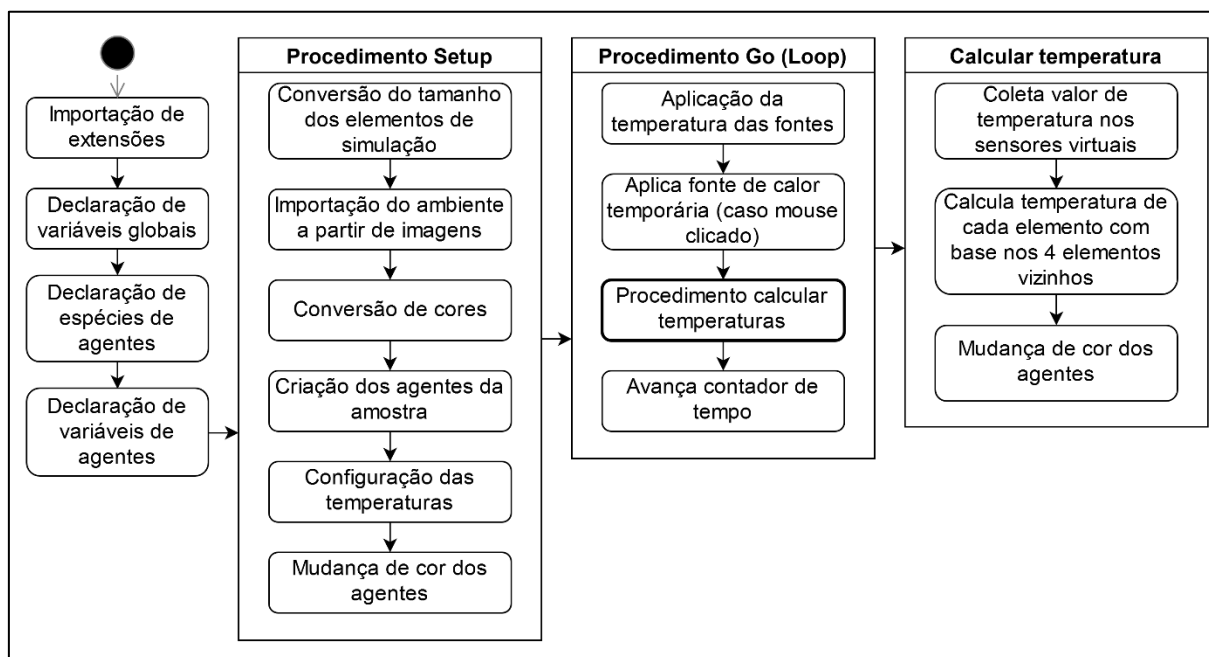 Importação de
extensões
Declaração de
variáveis globais
Declaração de
espécies de
agentes
Declaração de
variáveis de
agentes
Procedimento Setup
Conversão do tamanho
dos elementos de
simulação
Importação do ambiente
a partir de imagens
Conversão de cores
Criação dos agentes da
amostra
Configuração das
temperaturas
Mudança de cor dos
agentes
Procedimento Go (Loop)
Aplicação da
temperatura das fontes
Aplica fonte de calor
temporária (caso mouse
clicado)
Procedimento calcular
temperaturas
Avança contador de
tempo
Calcular temperatura
Coleta valor de
temperatura nos
sensores virtuais
Calcula temperatura de
cada elemento com
base nos 4 elementos
vizinhos
Mudança de cor dos
agentes